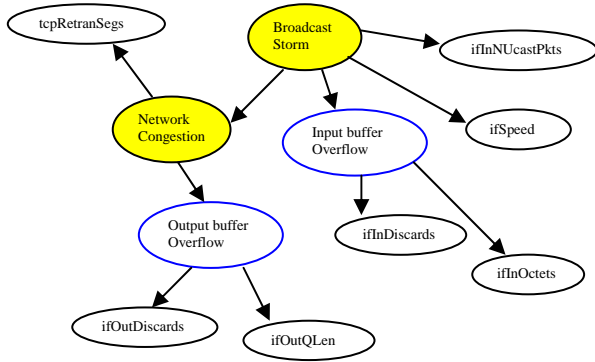 tcpRetranSegs
Broadcast
Storm
ifInNUcastPkts
Network
Congestion
Input buffer
Overflow
ifSpeed
Output buffer
Overflow
ifInDiscards
ifInOctets
ifOutDiscards
ifOutQLen